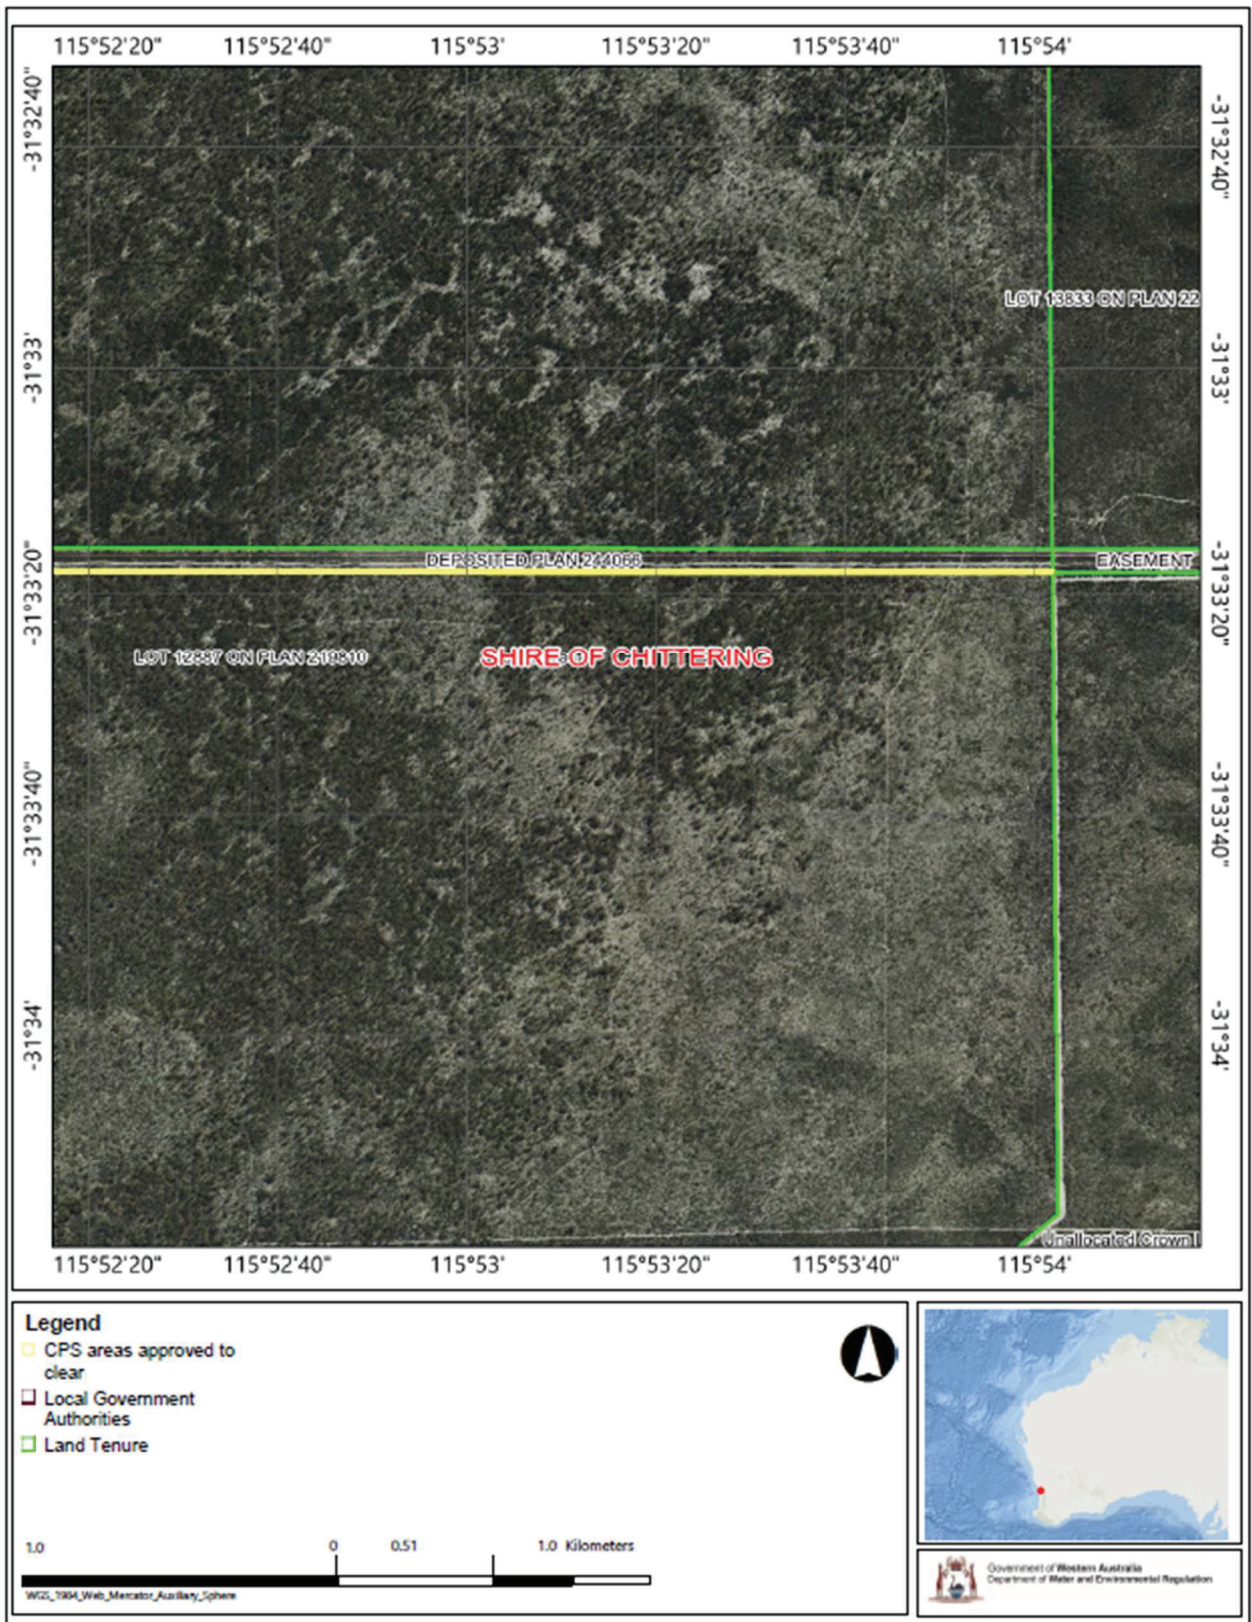 115°52'20" 115°52'40" 115°53' 115°53'20" 115°53'40" 115°54'
-31°32'40"
-31°32'40"
LOT 13833 ON PLAN 22
-31°33'
-31°33'
DEPOSITED PLAN 244066
EASEMENT
-31°33'20"
-31°33'20"
LOT 12887 ON PLAN 219810
SHIRE OF CHITTERING
-31°33'40"
-31°33'40"
-31°34'
-31°34'
Unallocated Crown l
115°52'20" 115°52'40" 115°53' 115°53'20" 115°53'40" 115°54'
Legend
CPS areas approved to
clear
Local Government
Authorities
Land Tenure
1.0 0 0.51 1.0 Kilometers
WGS_1984_Web_Mercator_Auxiliary_Sphere
Government of Western Australia
Department of Water and Environmental Regulation